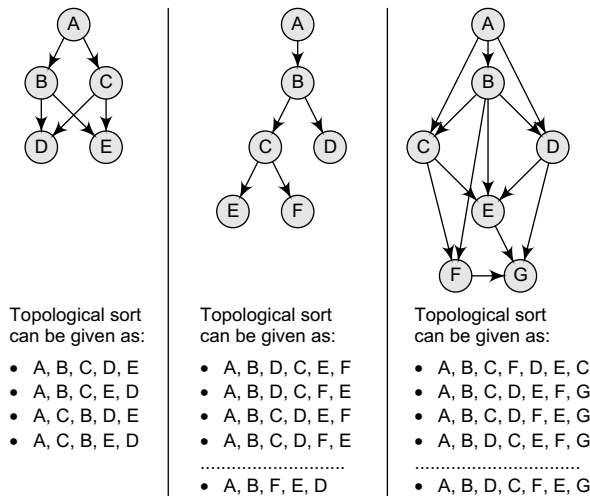 A
B
C
D
E
A
B
C
D
E
F
A
B
C
D
E
F
G
Topological sort
can be given as:
• A, B, C, D, E
• A, B, C, E, D
• A, C, B, D, E
• A, C, B, E, D
Topological sort
can be given as:
• A, B, D, C, E, F
• A, B, D, C, F, E
• A, B, C, D, E, F
• A, B, C, D, F, E
............................
• A, B, F, E, D
Topological sort
can be given as:
• A, B, C, F, D, E, C
• A, B, C, D, E, F, G
• A, B, C, D, F, E, G
• A, B, D, C, E, F, G
................................
• A, B, D, C, F, E, G